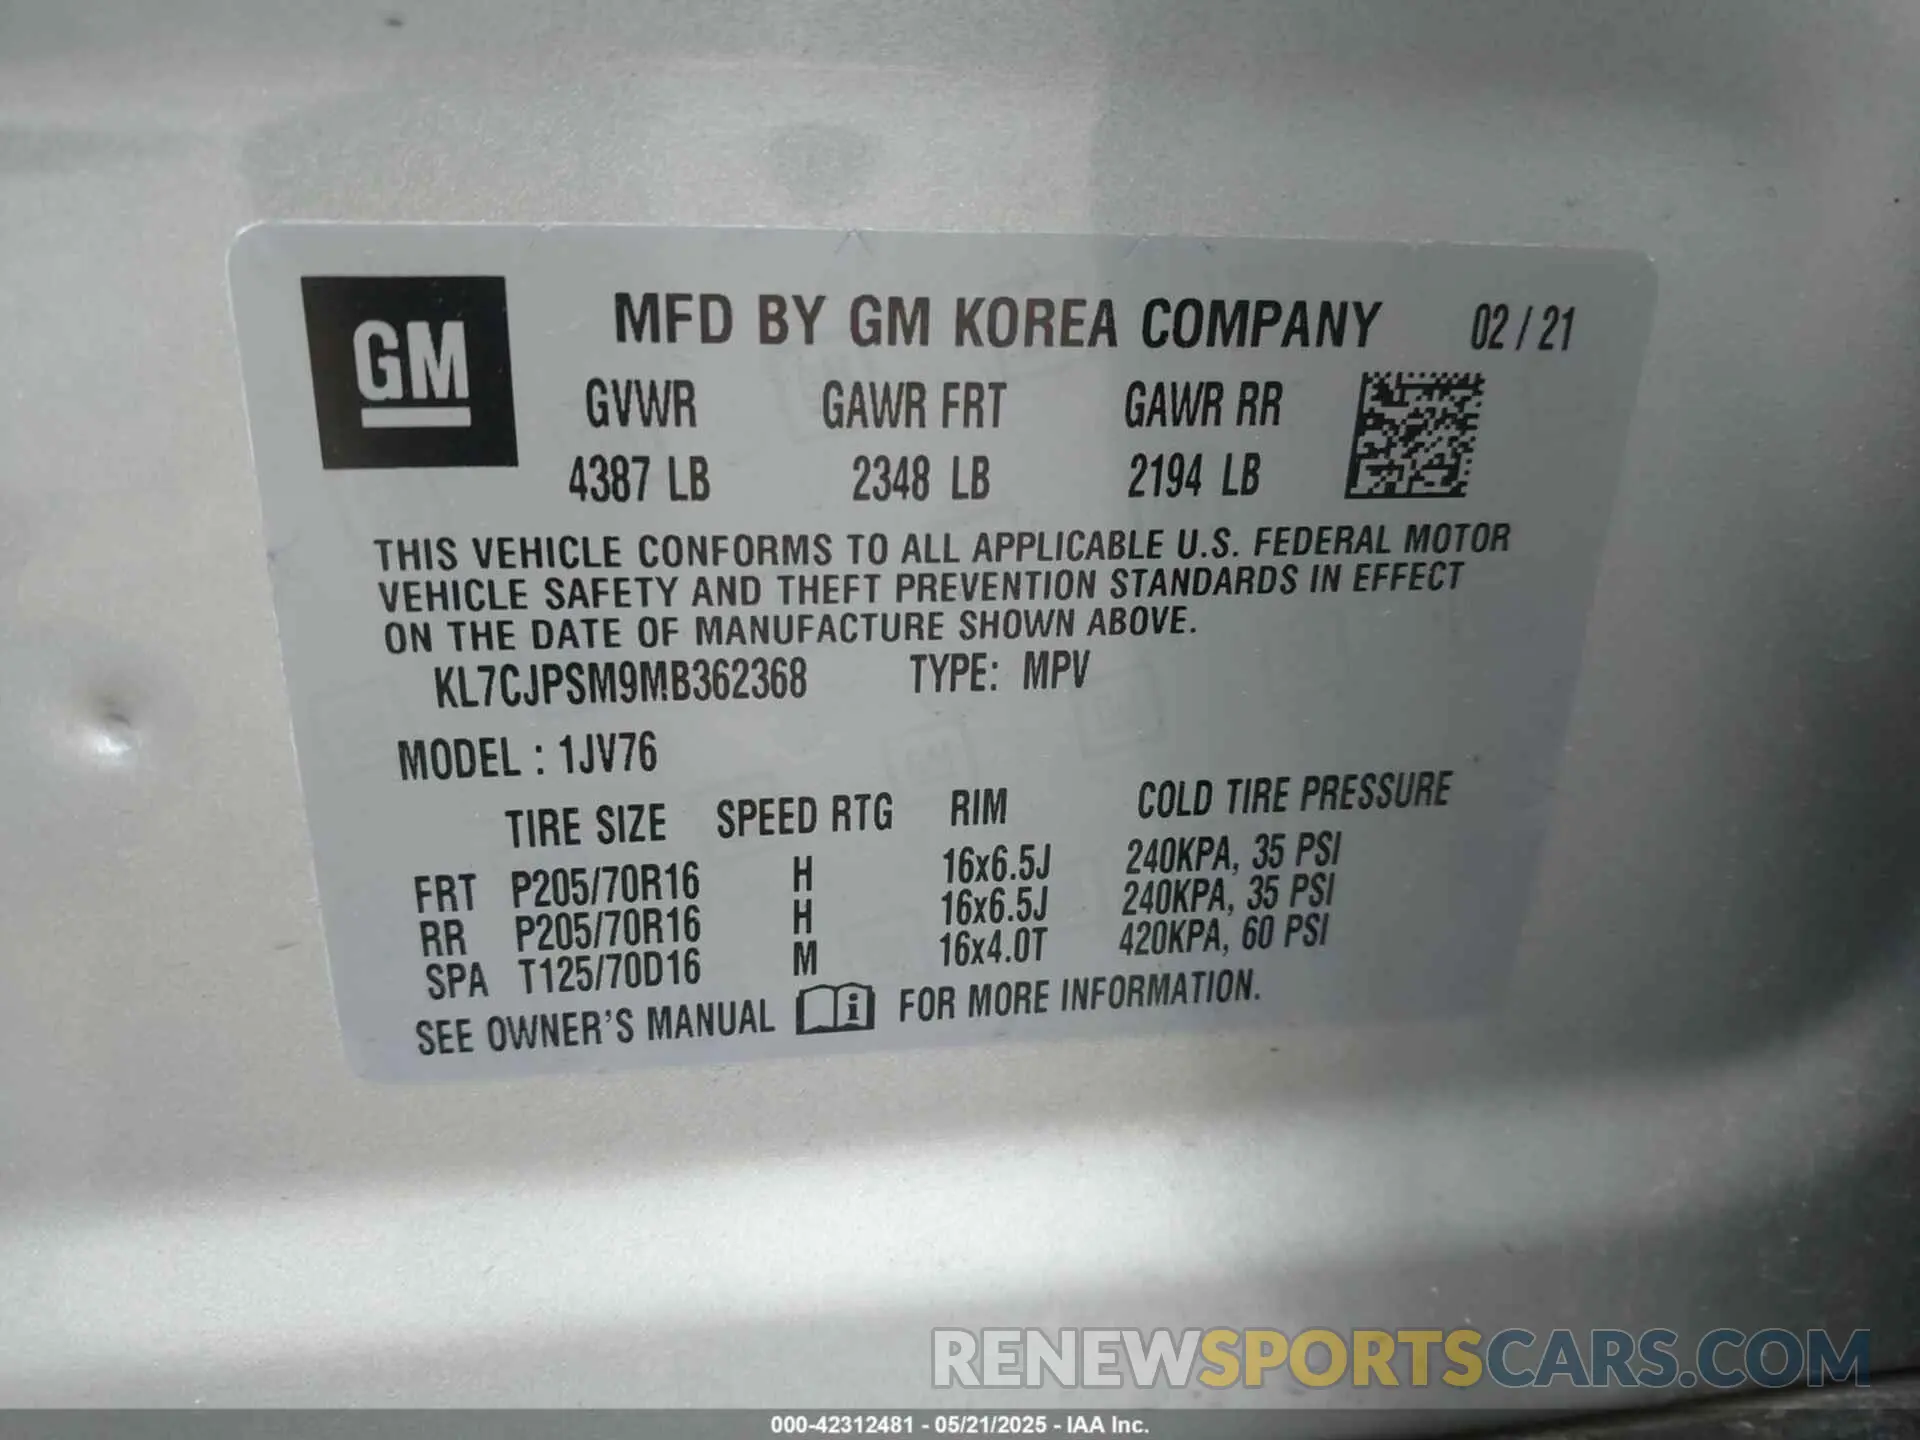 GM
MFD BY GM KOREA COMPANY 02 / 21
GVWR GAWR FRT GAWR RR
4387 LB 2348 LB 2194 LB
THIS VEHICLE CONFORMS TO ALL APPLICABLE U.S. FEDERAL MOTOR
VEHICLE SAFETY AND THEFT PREVENTION STANDARDS IN EFFECT
ON THE DATE OF MANUFACTURE SHOWN ABOVE.
KL7CJPSM9MB362368 TYPE: MPV
MODEL : 1JV76
TIRE SIZE SPEED RTG RIM COLD TIRE PRESSURE
FRT P205/70R16 H 16x6.5J 240KPA, 35 PSI
RR P205/70R16 H 16x6.5J 240KPA, 35 PSI
SPA T125/70D16 M 16x4.0T 420KPA, 60 PSI
SEE OWNER'S MANUAL i FOR MORE INFORMATION.
RENEWSPORTSCARS.COM
000-42312481 - 05/21/2025 - IAA Inc.